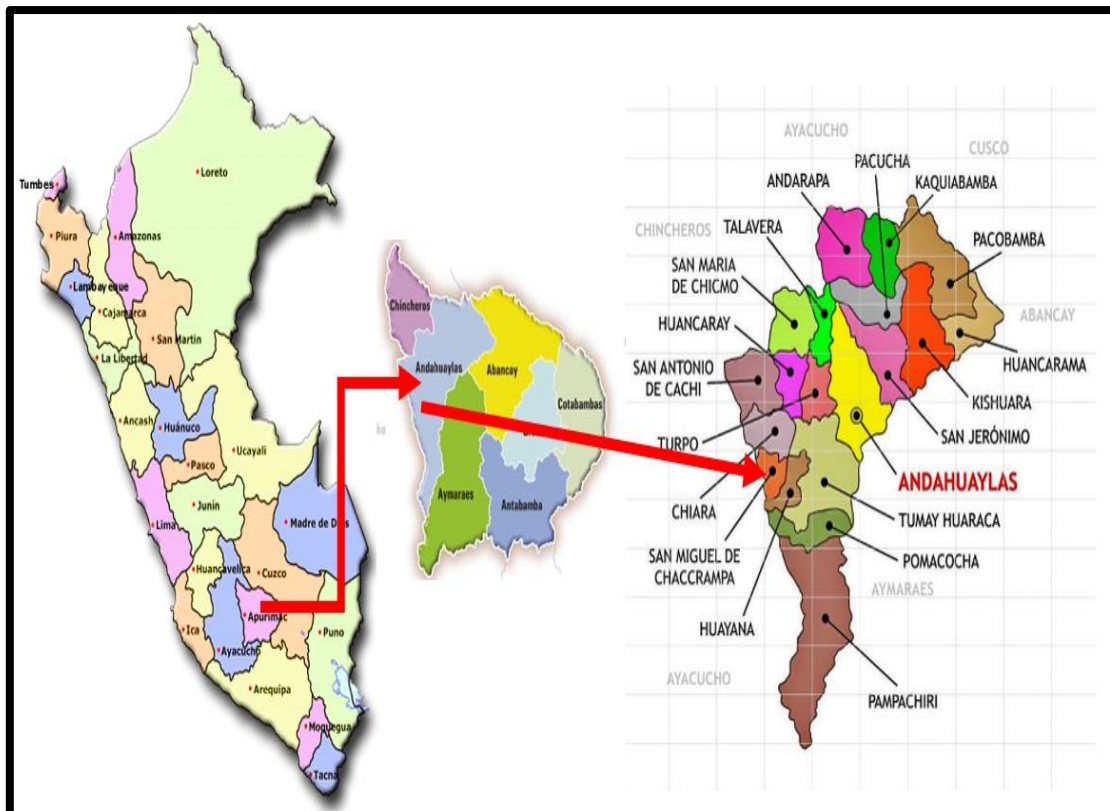 Tumbes
Loreto
Piura
Amazonas
Lambayeque
Cajamarca
San Martin
La Libertad
Ancash
Huánuco
Ucayali
Pasco
Junín
Lima
Madre de Dios
Huancavelica
Cuzco
Apurimac
Ica
Puno
Ayacucho
Arequipa
Moquegua
Tacna
Chincheros
Andahuaylas
Abancay
Cotabambas
Aymaraes
Antabamba
AYACUCHO
CUSCO
PACUCHA
ANDARAPA
KAQUIABAMBA
CHINCHEROS
TALAVERA
PACOBAMBA
SAN MARIA
DE CHICMO
ABANCAY
HUANCARAY
HUANCARAMA
SAN ANTONIO
DE CACHI
KISHUARA
TURPO
SAN JERÓNIMO
ANDAHUAYLAS
CHIARA
TUMAY HUARACA
SAN MIGUEL DE
CHACCRAMPA
POMACOCHA
AYMARAES
HUAYANA
AYACUCHO
PAMPACHIRI